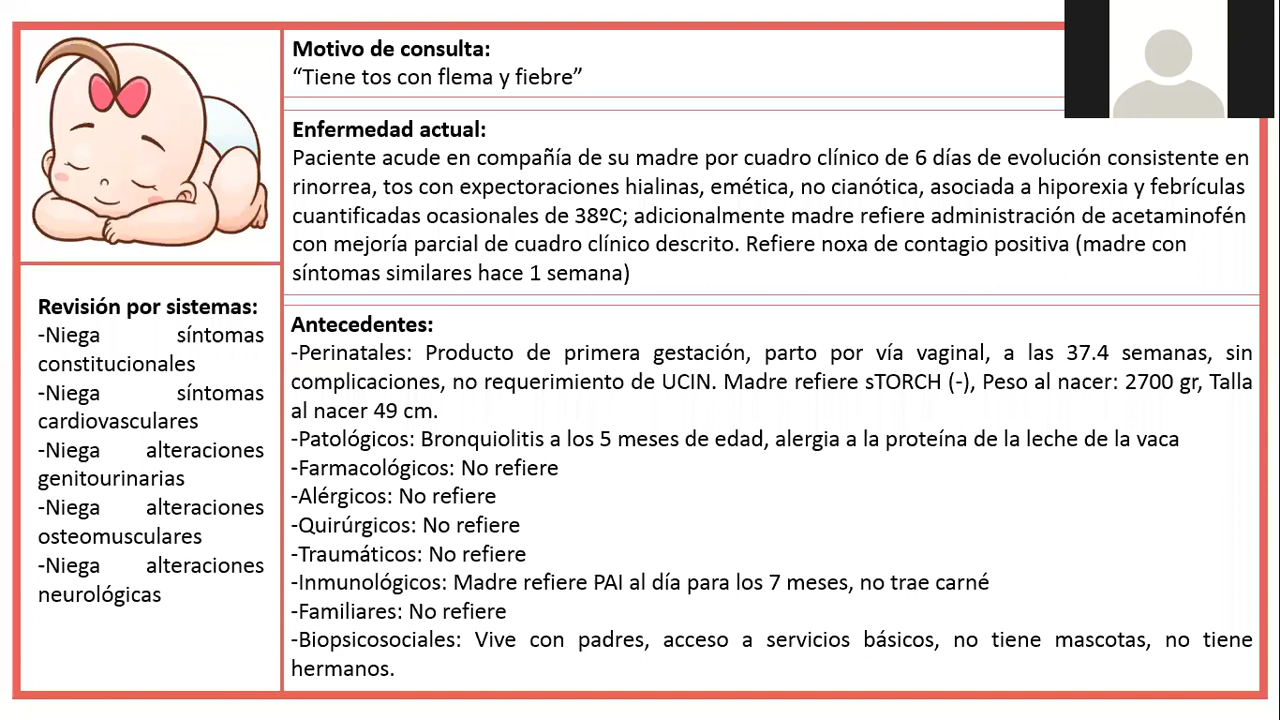 Motivo de consulta:
“Tiene tos con flema y fiebre”
Enfermedad actual:
Paciente acude en compañía de su madre por cuadro clínico de 6 días de evolución consistente en
rinorrea, tos con expectoraciones hialinas, emética, no cianótica, asociada a hiporexia y febrículas
cuantificadas ocasionales de 38ºC; adicionalmente madre refiere administración de acetaminofén
con mejoría parcial de cuadro clínico descrito. Refiere noxa de contagio positiva (madre con
síntomas similares hace 1 semana)
Revisión por sistemas:
-Niega síntomas
constitucionales
-Niega síntomas
cardiovasculares
-Niega alteraciones
genitourinarias
-Niega alteraciones
osteomusculares
-Niega alteraciones
neurológicas
Antecedentes:
-Perinatales: Producto de primera gestación, parto por vía vaginal, a las 37.4 semanas, sin
complicaciones, no requerimiento de UCIN. Madre refiere sTORCH (-), Peso al nacer: 2700 gr, Talla
al nacer 49 cm.
-Patológicos: Bronquiolitis a los 5 meses de edad, alergia a la proteína de la leche de la vaca
-Farmacológicos: No refiere
-Alérgicos: No refiere
-Quirúrgicos: No refiere
-Traumáticos: No refiere
-Inmunológicos: Madre refiere PAI al día para los 7 meses, no trae carné
-Familiares: No refiere
-Biopsicosociales: Vive con padres, acceso a servicios básicos, no tiene mascotas, no tiene
hermanos.